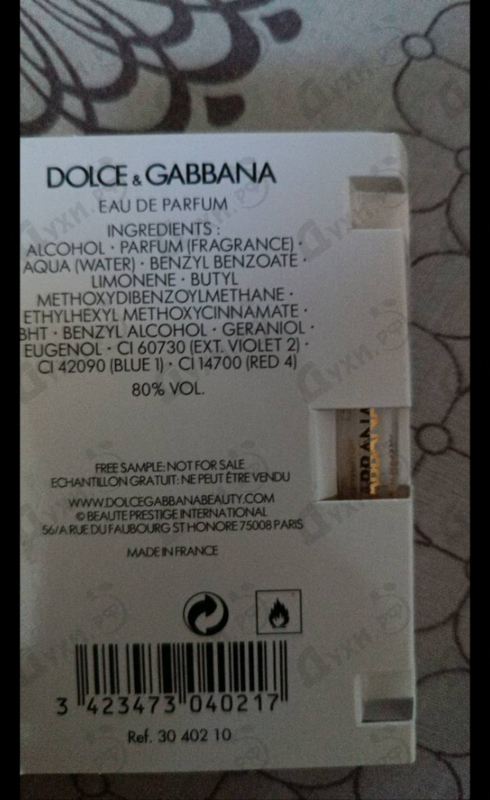 DOLCE & GABBANA
EAU DE PARFUM
INGREDIENTS :
ALCOHOL · PARFUM (FRAGRANCE) ·
AQUA (WATER) · BENZYL BENZOATE ·
LIMONENE · BUTYL
METHOXYDIBENZOYLMETHANE ·
ETHYLHEXYL METHOXYCINNAMATE ·
BHT · BENZYL ALCOHOL · GERANIOL ·
EUGENOL · CI 60730 (EXT. VIOLET 2) ·
CI 42090 (BLUE 1) · CI 14700 (RED 4)
80% VOL.
FREE SAMPLE: NOT FOR SALE
ECHANTILLON GRATUIT: NE PEUT ÊTRE VENDU
WWW.DOLCEGABBANABEAUTY.COM
© BEAUTE PRESTIGE INTERNATIONAL
56/A RUE DU FAUBOURG ST HONORE 75008 PARIS
MADE IN FRANCE
3 423473 040217
Ref. 30 402 10
Духи.РФ